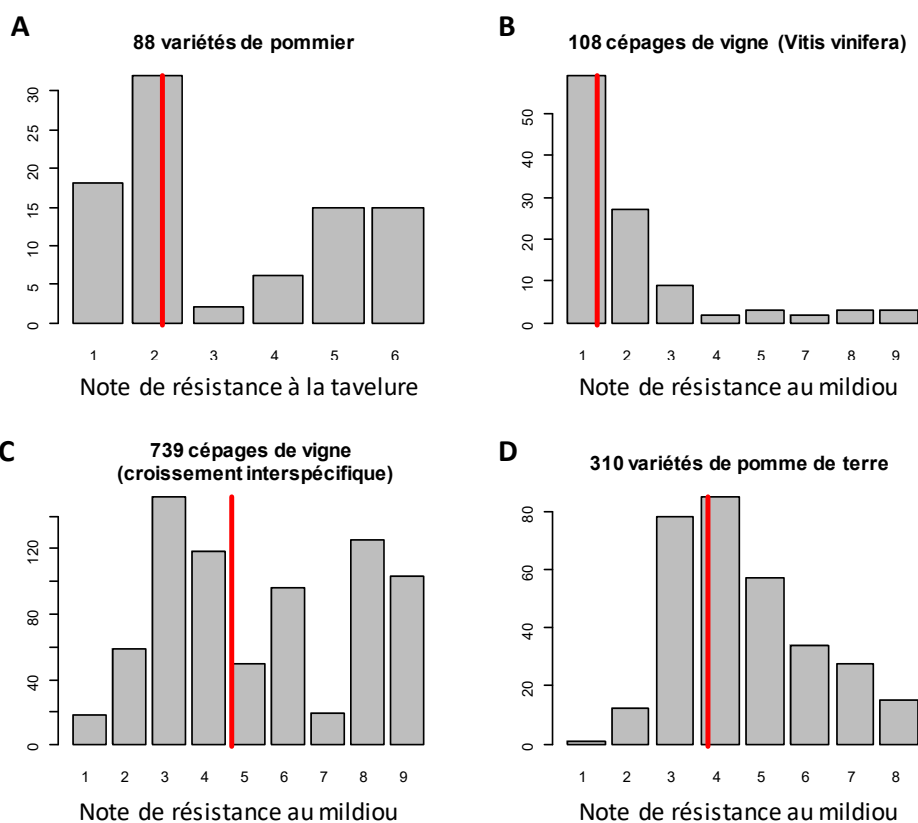 A
88 variétés de pommier
30
25
20
15
10
5
0
1 2 3 4 5 6
Note de résistance à la tavelure
B
108 cépages de vigne (Vitis vinifera)
50
40
30
20
10
0
1 2 3 4 5 7 8 9
Note de résistance au mildiou
C
739 cépages de vigne
(croissement interspécifique)
120
80
40
0
1 2 3 4 5 6 7 8 9
Note de résistance au mildiou
D
310 variétés de pomme de terre
80
60
40
20
0
1 2 3 4 5 6 7 8
Note de résistance au mildiou